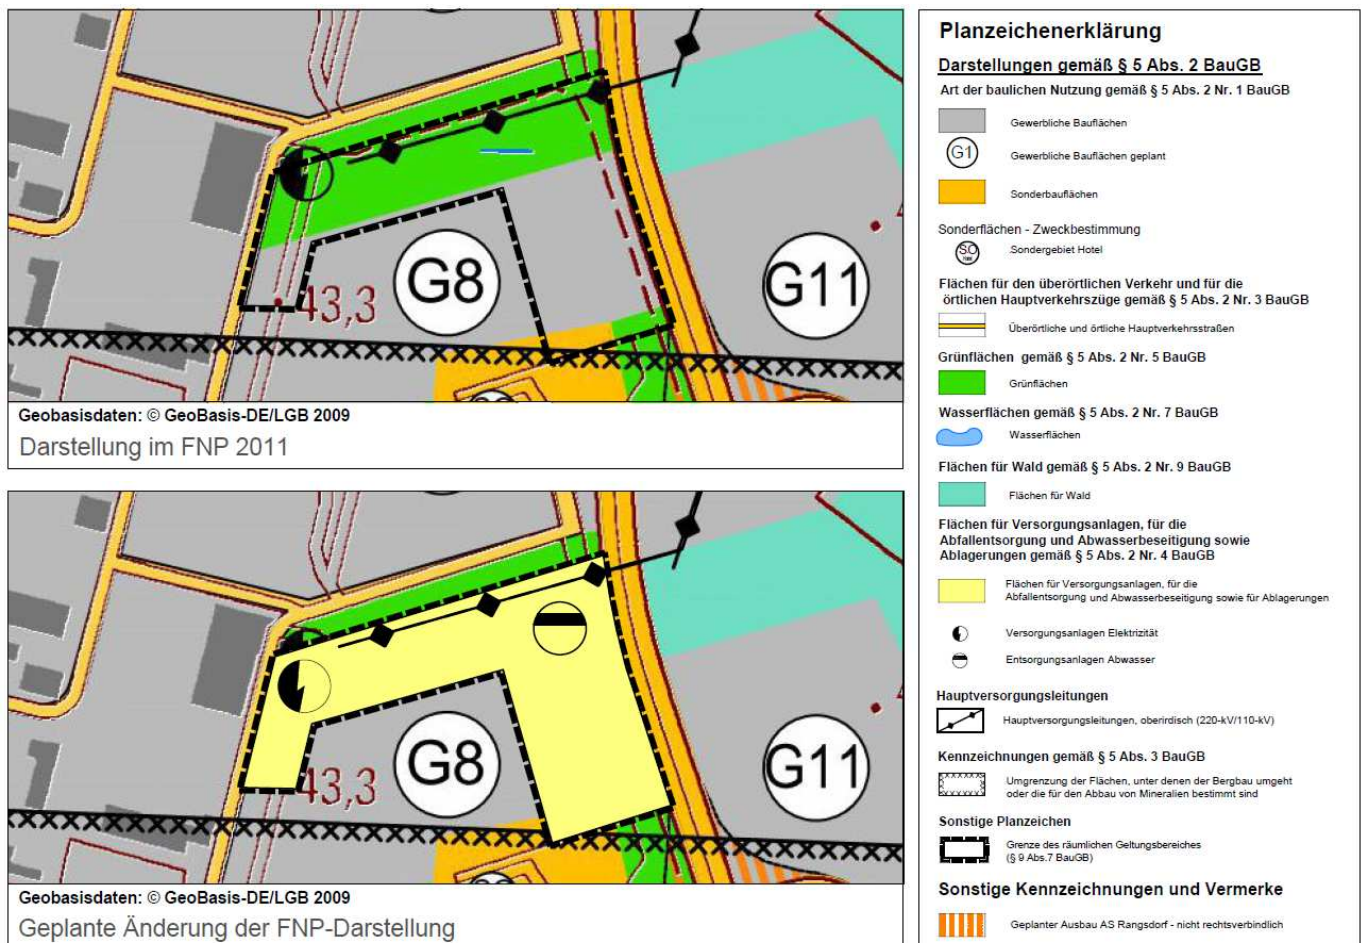 G8
G11
43,3
Geobasisdaten: © GeoBasis-DE/LGB 2009
Darstellung im FNP 2011
G8
G11
43,3
Geobasisdaten: © GeoBasis-DE/LGB 2009
Geplante Änderung der FNP-Darstellung
Planzeichenerklärung
Darstellungen gemäß § 5 Abs. 2 BauGB
Art der baulichen Nutzung gemäß § 5 Abs. 2 Nr. 1 BauGB
Gewerbliche Bauflächen
G1
Gewerbliche Bauflächen geplant
Sonderbauflächen
Sonderflächen - Zweckbestimmung
SO
Sondergebiet Hotel
Flächen für den überörtlichen Verkehr und für die
örtlichen Hauptverkehrszüge gemäß § 5 Abs. 2 Nr. 3 BauGB
Überörtliche und örtliche Hauptverkehrsstraßen
Grünflächen gemäß § 5 Abs. 2 Nr. 5 BauGB
Grünflächen
Wasserflächen gemäß § 5 Abs. 2 Nr. 7 BauGB
Wasserflächen
Flächen für Wald gemäß § 5 Abs. 2 Nr. 9 BauGB
Flächen für Wald
Flächen für Versorgungsanlagen, für die
Abfallentsorgung und Abwasserbeseitigung sowie
Ablagerungen gemäß § 5 Abs. 2 Nr. 4 BauGB
Flächen für Versorgungsanlagen, für die
Abfallentsorgung und Abwasserbeseitigung sowie für Ablagerungen
Versorgungsanlagen Elektrizität
Entsorgungsanlagen Abwasser
Hauptversorgungsleitungen
Hauptversorgungsleitungen, oberirdisch (220-kV/110-kV)
Kennzeichnungen gemäß § 5 Abs. 3 BauGB
Umgrenzung der Flächen, unter denen der Bergbau umgeht
oder die für den Abbau von Mineralien bestimmt sind
Sonstige Planzeichen
Grenze des räumlichen Geltungsbereiches
(§ 9 Abs.7 BauGB)
Sonstige Kennzeichnungen und Vermerke
Geplanter Ausbau AS Rangsdorf - nicht rechtsverbindlich